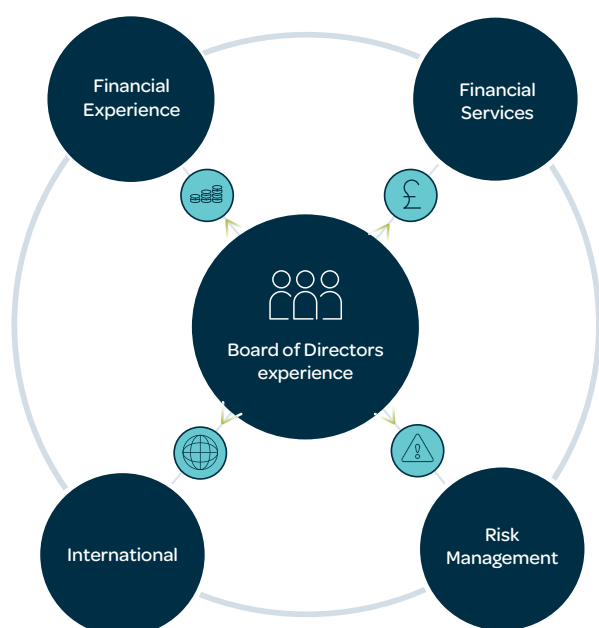 Financial
Experience
Financial
Services
£
Board of Directors
experience
International
Risk
Management